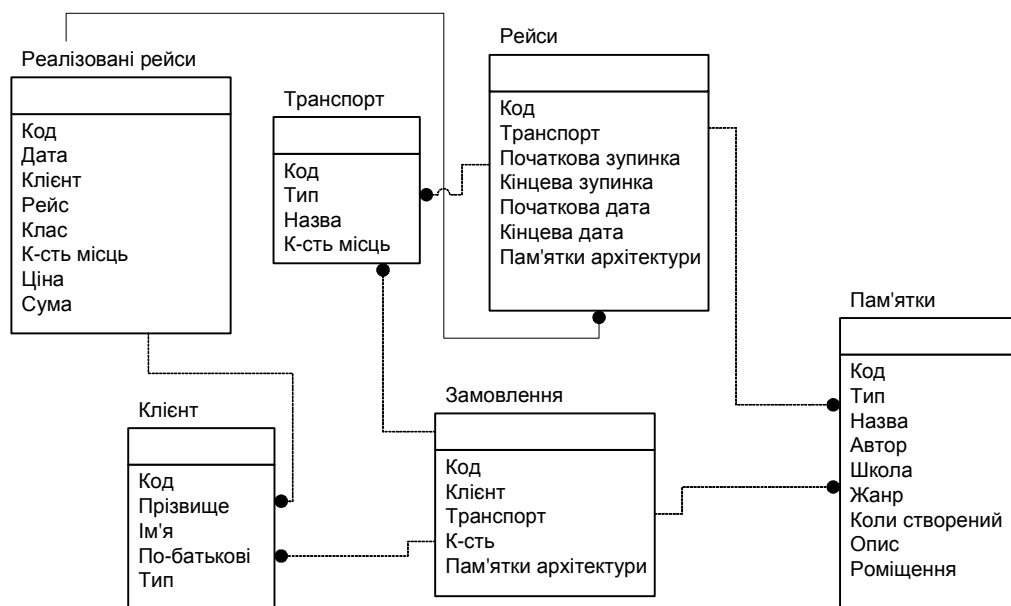 Реалізовані рейси
Код
Дата
Клієнт
Рейс
Клас
К-сть місць
Ціна
Сума
Транспорт
Код
Тип
Назва
К-сть місць
Рейси
Код
Транспорт
Початкова зупинка
Кінцева зупинка
Початкова дата
Кінцева дата
Пам'ятки архітектури
Пам'ятки
Код
Тип
Назва
Автор
Школа
Жанр
Коли створений
Опис
Роміщення
Клієнт
Код
Прізвище
Ім'я
По-батькові
Тип
Замовлення
Код
Клієнт
Транспорт
К-сть
Пам'ятки архітектури